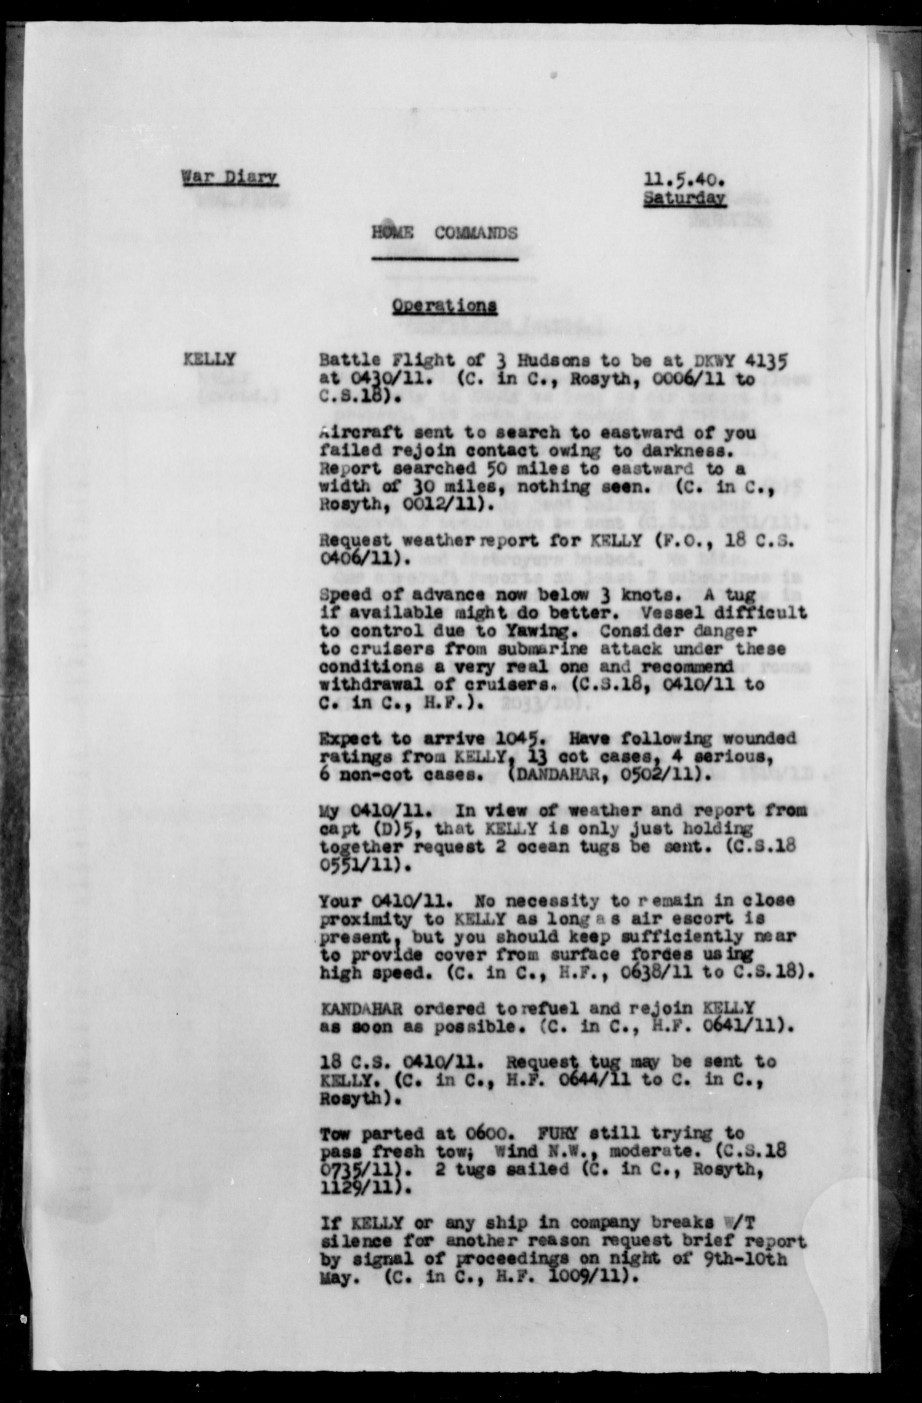 War Diary
11.5.40.
Saturday
HOME COMMANDS
Operations
KELLY
Battle Flight of 3 Hudsons to be at DKWY 4135
at 0430/11. (C. in C., Rosyth, 0006/11 to
C.S.18).
Aircraft sent to search to eastward of you
failed rejoin contact owing to darkness.
Report searched 50 miles to eastward to a
width of 30 miles, nothing seen. (C. in C.,
Rosyth, 0012/11).
Request weather report for KELLY (F.O., 18 C.S.
0406/11).
Speed of advance now below 3 knots. A tug
if available might do better. Vessel difficult
to control due to Yawing. Consider danger
to cruisers from submarine attack under these
conditions a very real one and recommend
withdrawal of cruisers. (C.S.18, 0410/11 to
C. in C., H.F.).
Expect to arrive 1045. Have following wounded
ratings from KELLY, 13 cot cases, 4 serious,
6 non-cot cases. (DANDAHAR, 0502/11).
My 0410/11. In view of weather and report from
capt (D)5, that KELLY is only just holding
together request 2 ocean tugs be sent. (C.S.18
0551/11).
Your 0410/11. No necessity to remain in close
proximity to KELLY as long as air escort is
present, but you should keep sufficiently near
to provide cover from surface forces using
high speed. (C. in C., H.F., 0638/11 to C.S.18).
KANDAHAR ordered to refuel and rejoin KELLY
as soon as possible. (C. in C., H.F. 0641/11).
18 C.S. 0410/11. Request tug may be sent to
KELLY. (C. in C., H.F. 0644/11 to C. in C.,
Rosyth).
Tow parted at 0600. FURY still trying to
pass fresh tow; Wind N.W., moderate. (C.S.18
0735/11). 2 tugs sailed (C. in C., Rosyth,
1129/11).
If KELLY or any ship in company breaks W/T
silence for another reason request brief report
by signal of proceedings on night of 9th-10th
May. (C. in C., H.F. 1009/11).